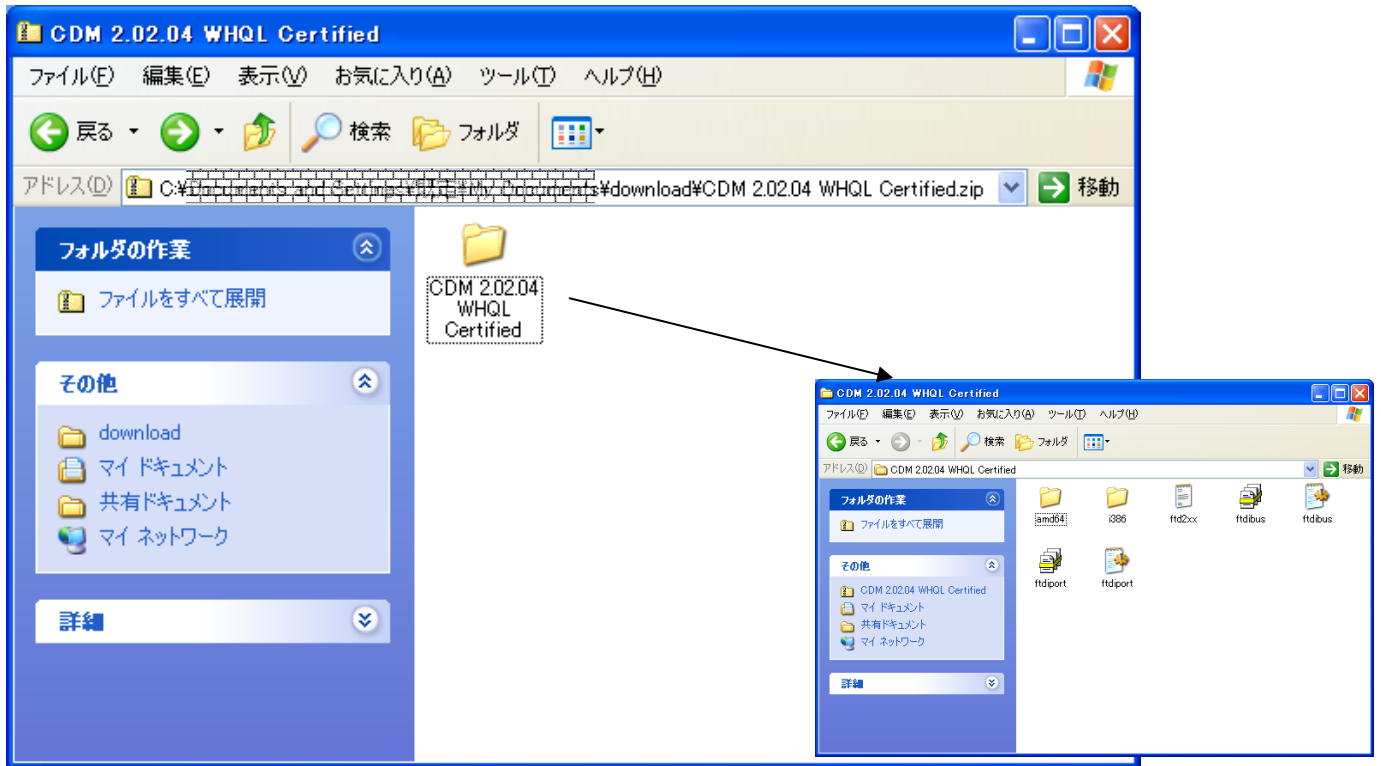 CDM 2.02.04 WHQL Certified
ファイル(F) 編集(E) 表示(V) お気に入り(A) ツール(T) ヘルプ(H)
戻る 検索 フォルダ
アドレス(D) C:¥Documents and Settings¥ ¥My Documents¥download¥CDM 2.02.04 WHQL Certified.zip 移動
フォルダの作業
ファイルをすべて展開
その他
download
マイ ドキュメント
共有ドキュメント
マイ ネットワーク
詳細
CDM 2.02.04
WHQL
Certified
CDM 2.02.04 WHQL Certified
ファイル(F) 編集(E) 表示(V) お気に入り(A) ツール(T) ヘルプ(H)
戻る 検索 フォルダ
アドレス(D) CDM 2.02.04 WHQL Certified 移動
フォルダの作業
ファイルをすべて展開
その他
CDM 2.02.04 WHQL Certified
マイ ドキュメント
共有ドキュメント
マイ ネットワーク
詳細
amd64 i386 ftd2xx ftdibus ftdibus
ftdiport ftdiport